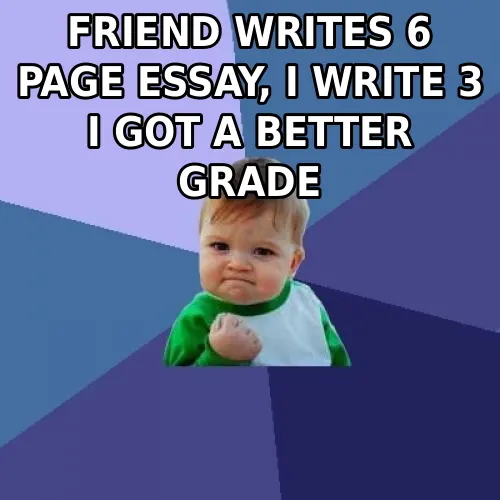 FRIEND WRITES 6
PAGE ESSAY, I WRITE 3
I GOT A BETTER
GRADE